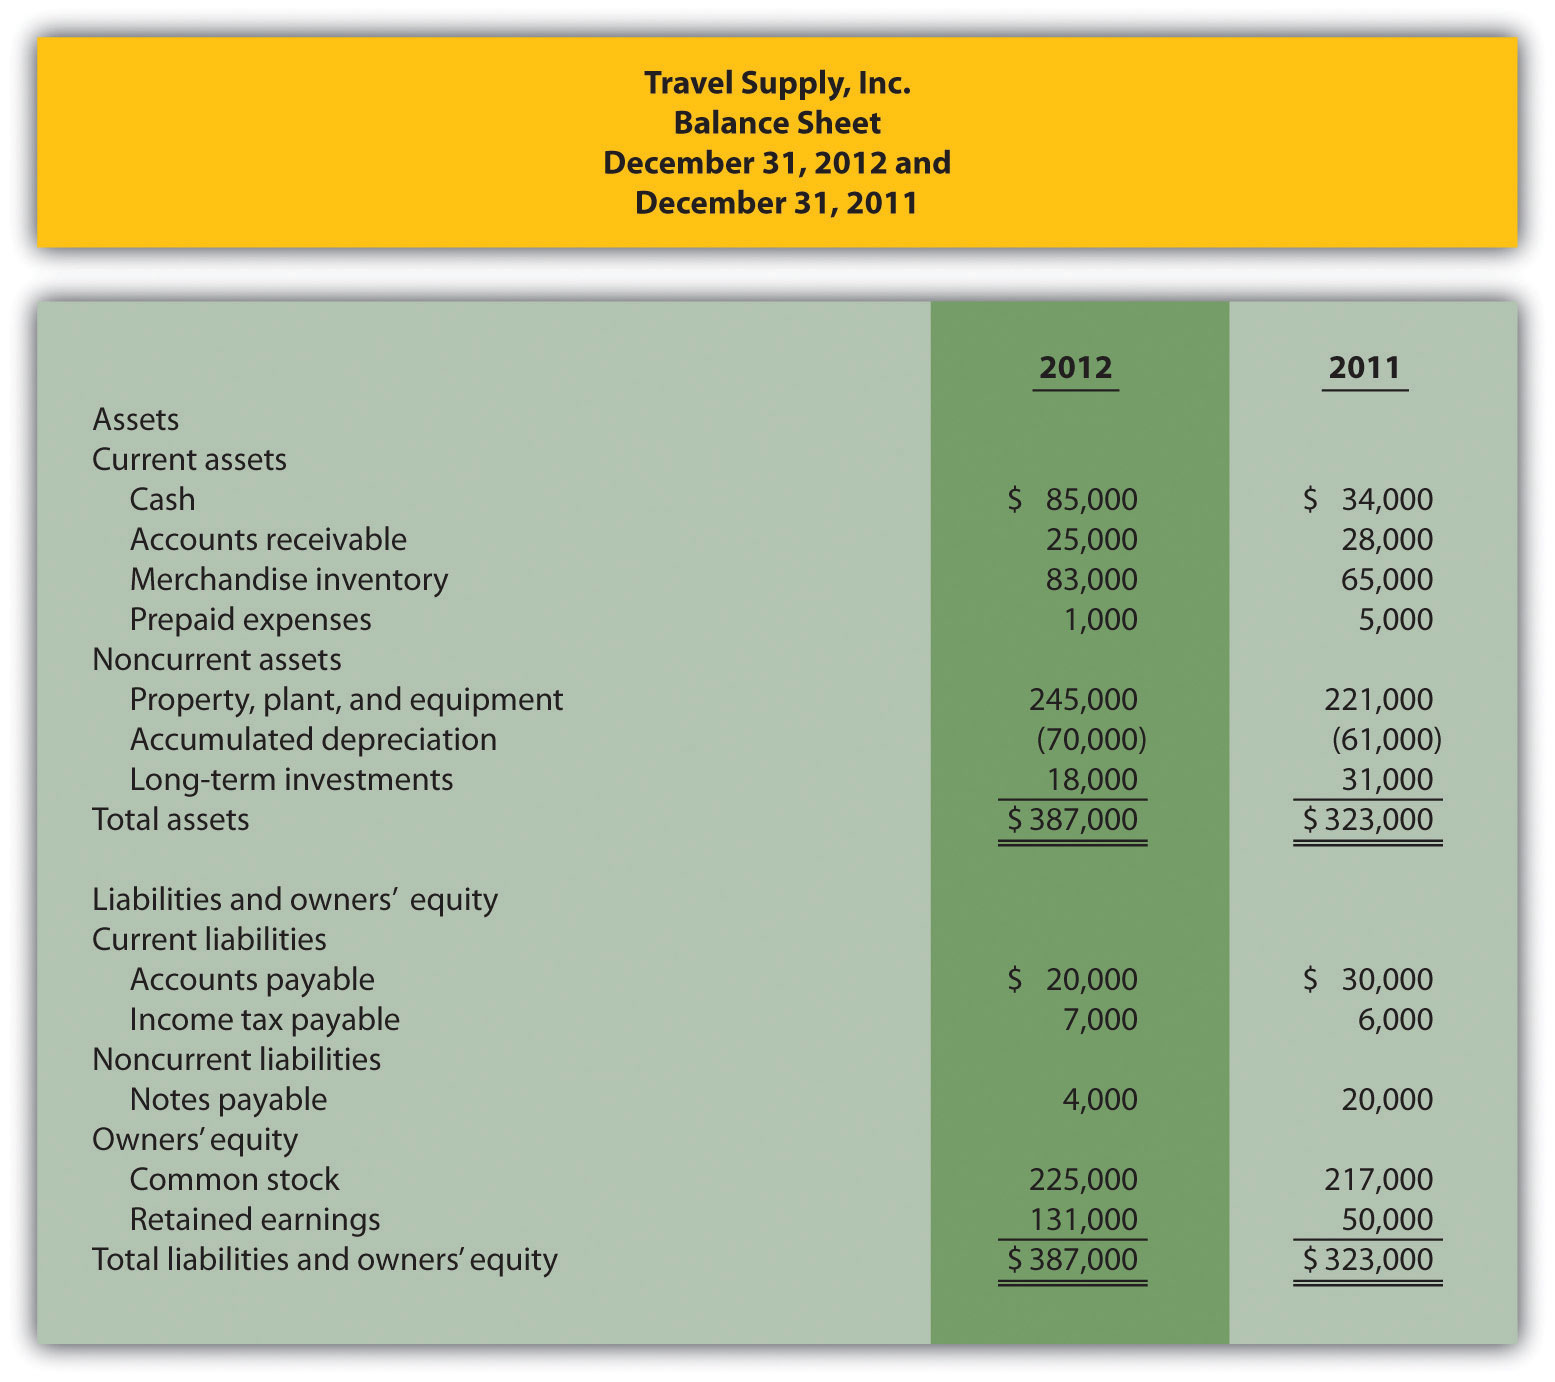 Travel Supply, Inc.
Balance Sheet
December 31, 2012 and
December 31, 2011
2012 2011
Assets
Current assets
Cash $ 85,000 $ 34,000
Accounts receivable 25,000 28,000
Merchandise inventory 83,000 65,000
Prepaid expenses 1,000 5,000
Noncurrent assets
Property, plant, and equipment 245,000 221,000
Accumulated depreciation (70,000) (61,000)
Long-term investments 18,000 31,000
Total assets $ 387,000 $ 323,000
Liabilities and owners’ equity
Current liabilities
Accounts payable $ 20,000 $ 30,000
Income tax payable 7,000 6,000
Noncurrent liabilities
Notes payable 4,000 20,000
Owners’ equity
Common stock 225,000 217,000
Retained earnings 131,000 50,000
Total liabilities and owners’ equity $ 387,000 $ 323,000